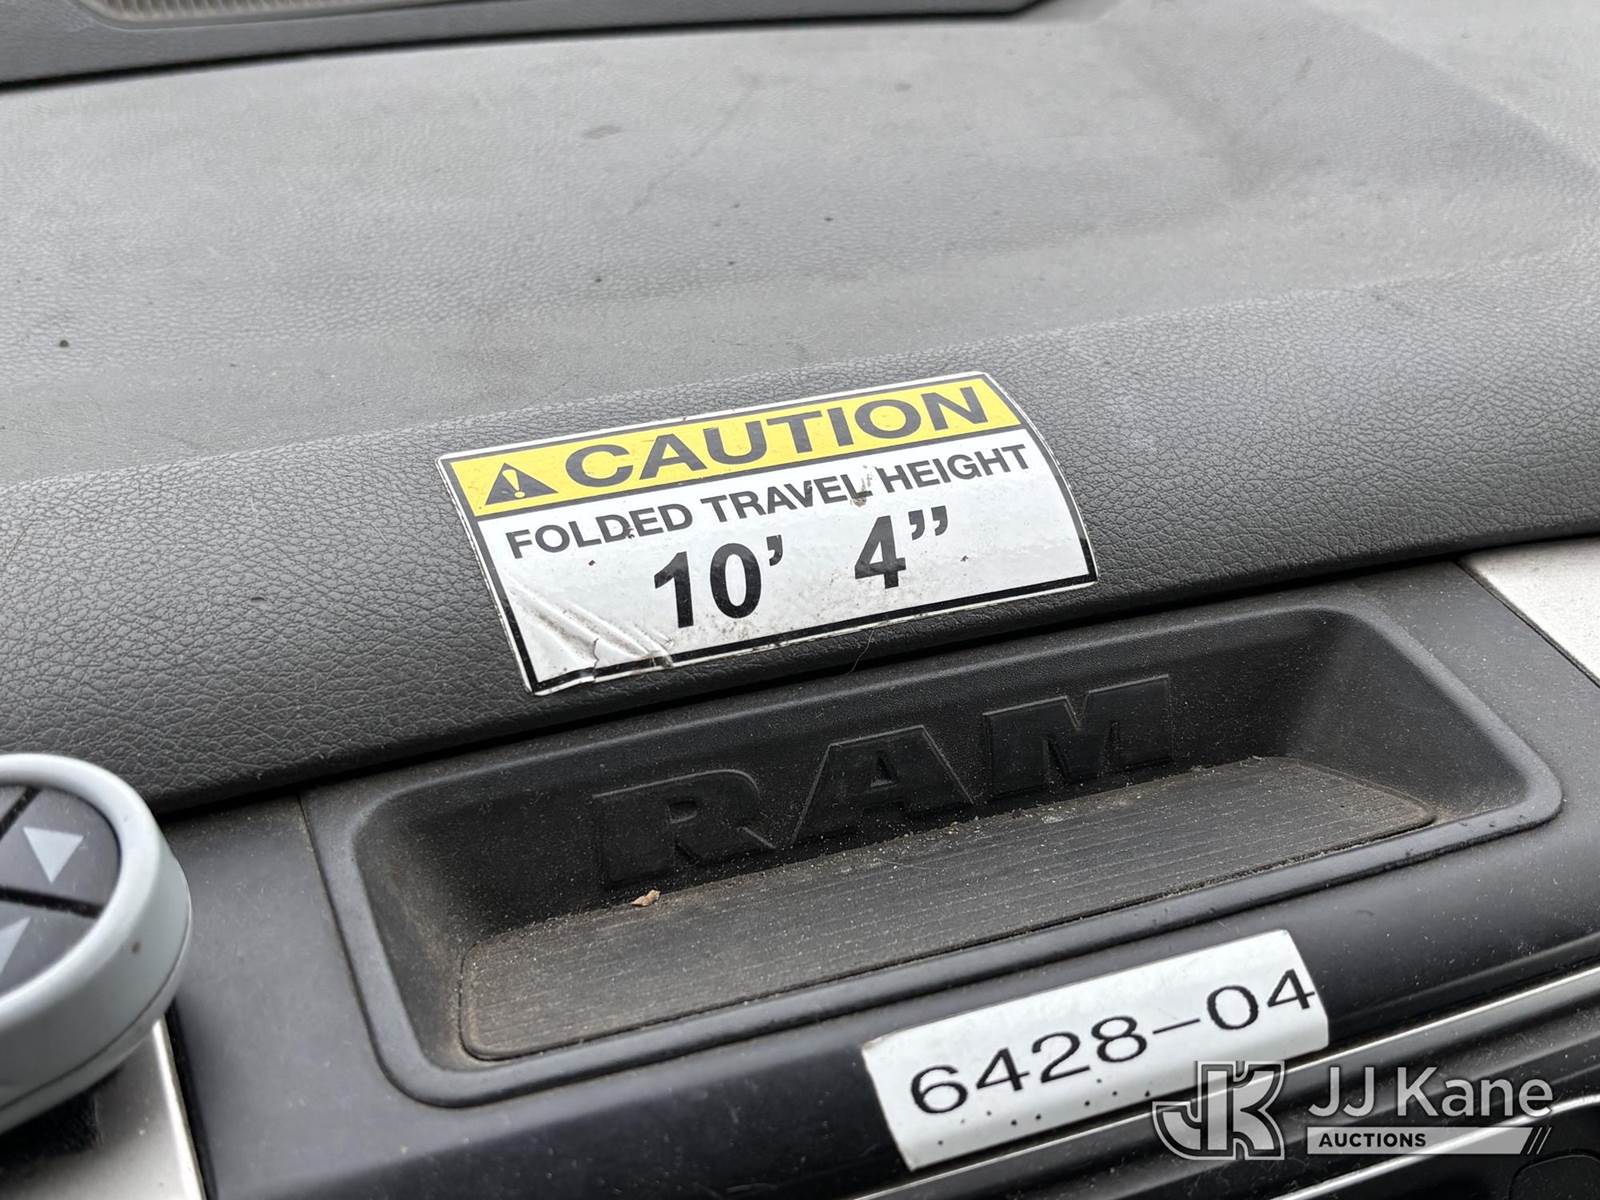 CAUTION
FOLDED TRAVEL HEIGHT
10’ 4”
RAM
6428-04
JJ Kane
AUCTIONS